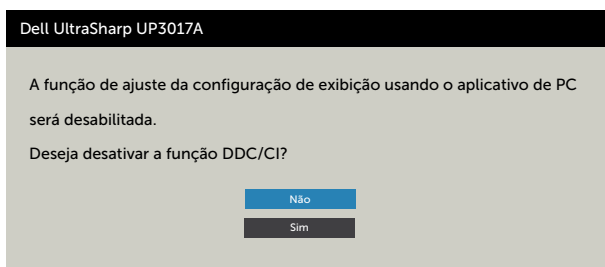 Dell UltraSharp UP3017A
A função de ajuste da configuração de exibição usando o aplicativo de PC
será desabilitada.
Deseja desativar a função DDC/CI?
Não
Sim